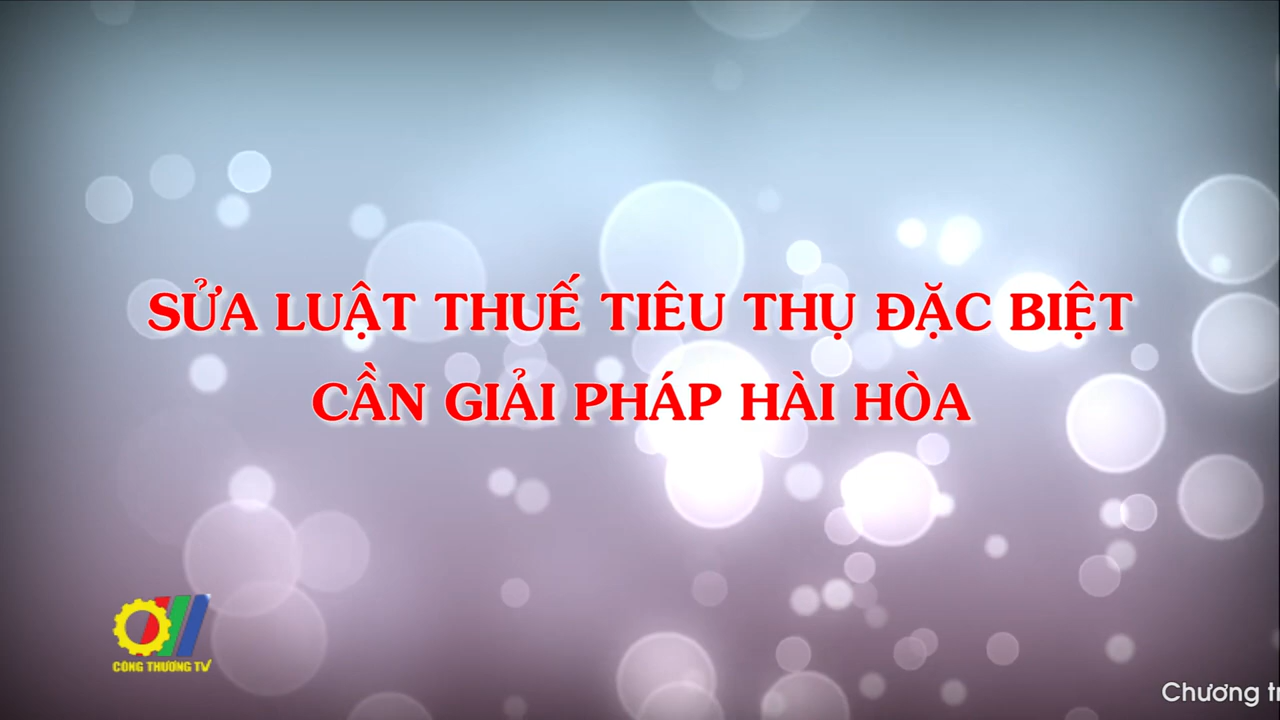 SỬA LUẬT THUẾ TIÊU THỤ ĐẶC BIỆT
CẦN GIẢI PHÁP HÀI HÒA
CÔNG THƯƠNG TV
Chương